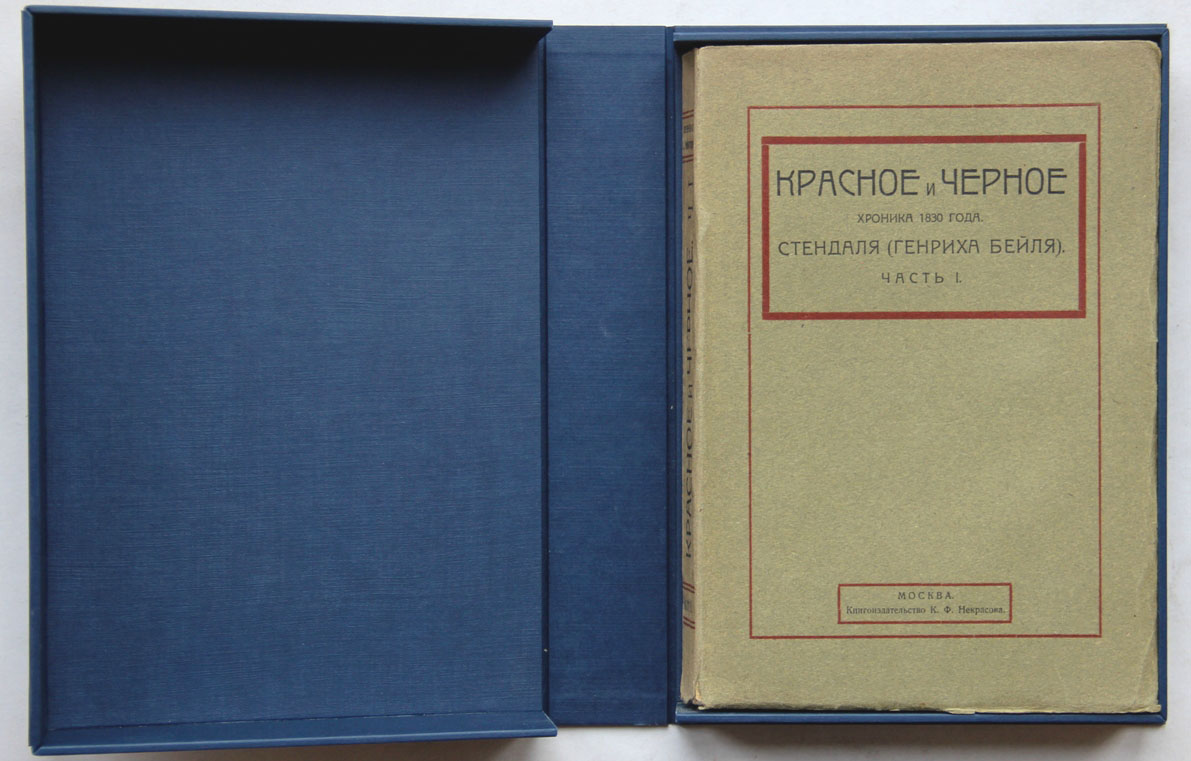 КРАСНОЕ и ЧЕРНОЕ
ХРОНИКА 1830 ГОДА.
СТЕНДАЛЯ (ГЕНРИХА БЕЙЛЯ).
ЧАСТЬ I.
МОСКВА.
Книгоиздательство К. Ф. Некрасова.
КРАСНОЕ и ЧЕРНОЕ. Ч. I.